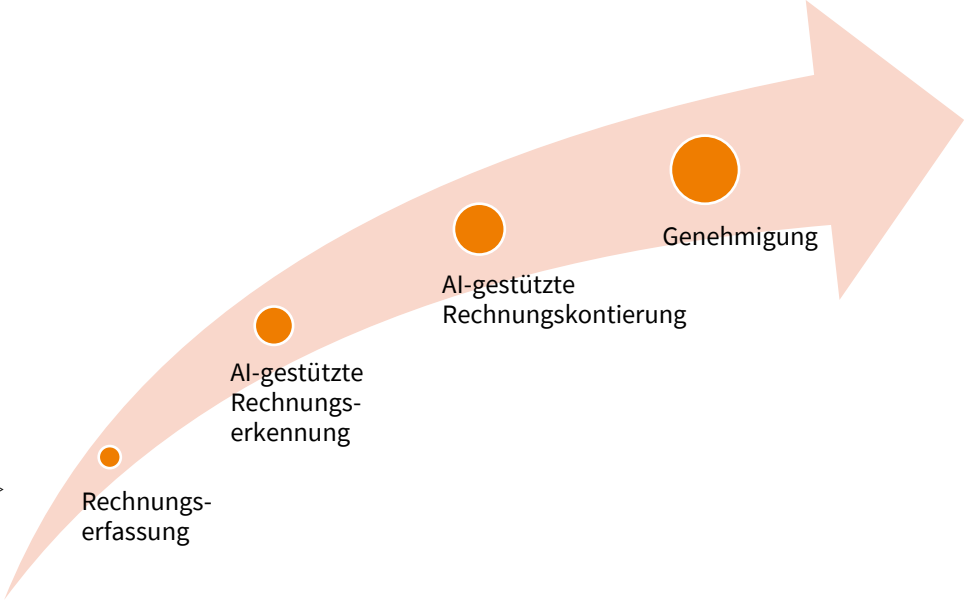 Rechnungs-
erfassung
AI-gestützte
Rechnungs-
erkennung
AI-gestützte
Rechnungskontierung
Genehmigung